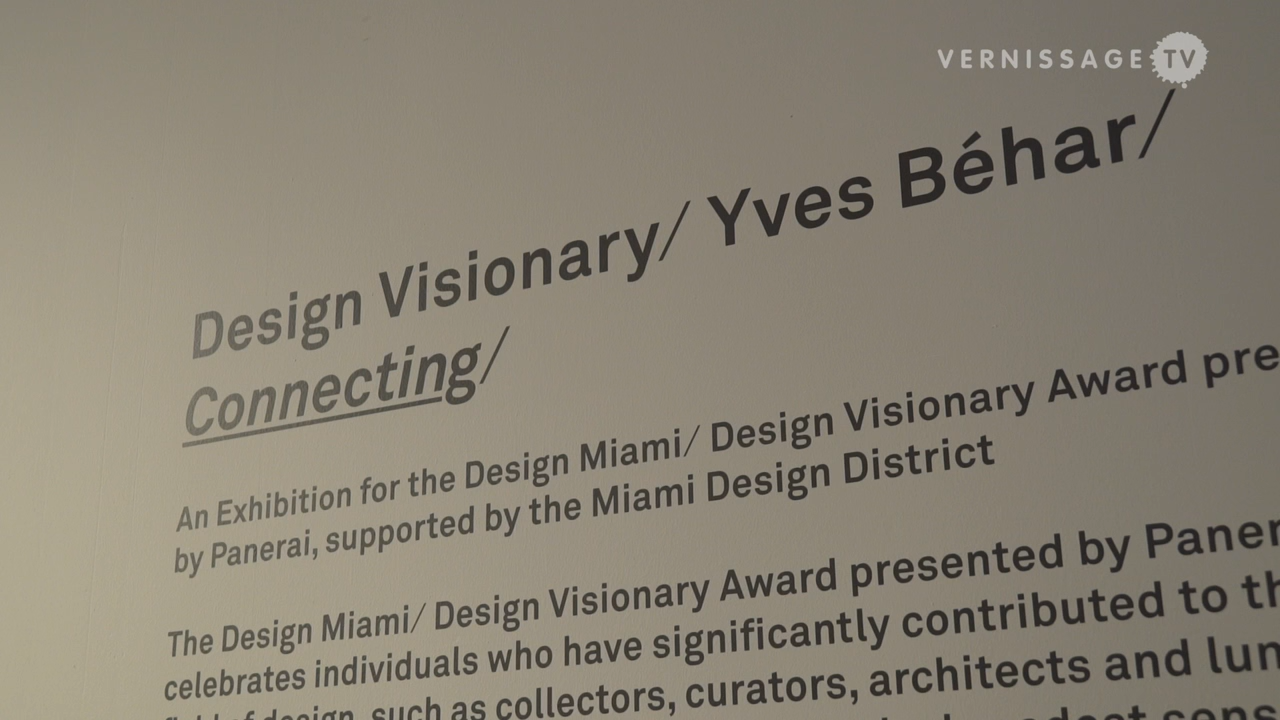 VERNISSAGE TV
Design Visionary/ Yves Béhar/
Connecting/
An Exhibition for the Design Miami/ Design Visionary Award pre
by Panerai, supported by the Miami Design District
The Design Miami/ Design Visionary Award presented by Paner
celebrates individuals who have significantly contributed to th
design, such as collectors, curators, architects and lum